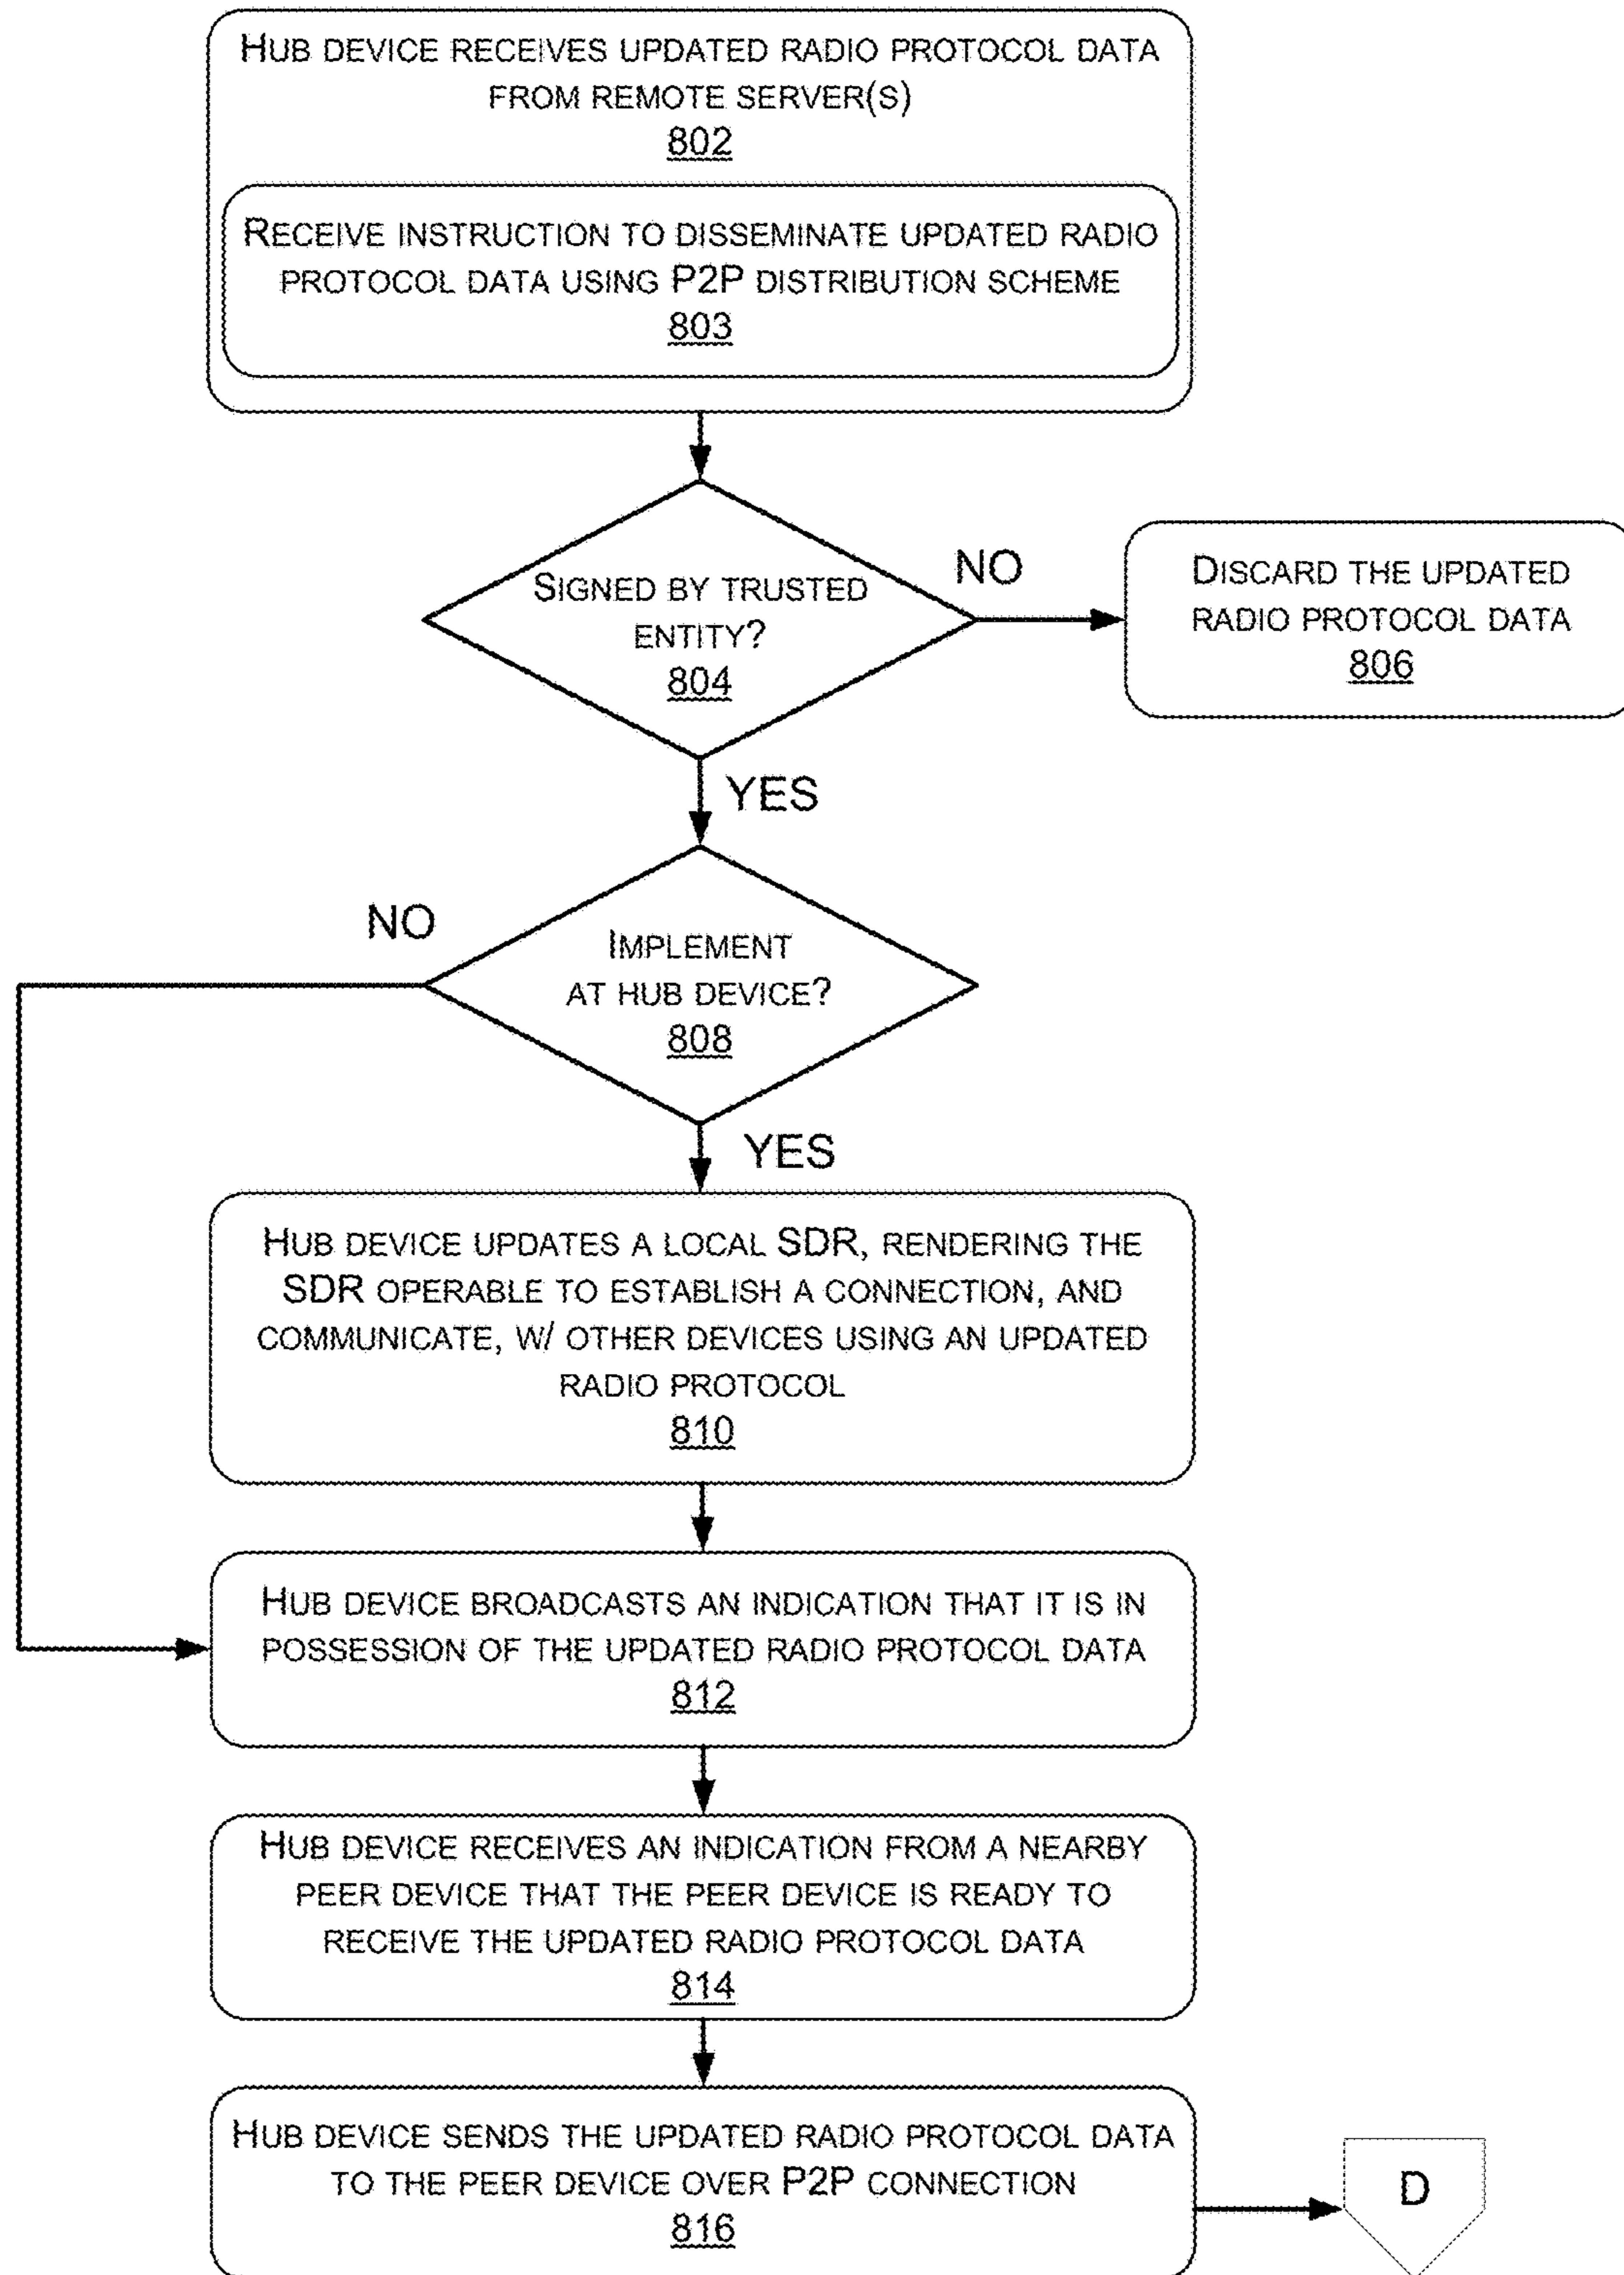 HUB DEVICE RECEIVES UPDATED RADIO PROTOCOL DATA
FROM REMOTE SERVER(S)
802
RECEIVE INSTRUCTION TO DISSEMINATE UPDATED RADIO
PROTOCOL DATA USING P2P DISTRIBUTION SCHEME
803
SIGNED BY TRUSTED
ENTITY?
804
NO
DISCARD THE UPDATED
RADIO PROTOCOL DATA
806
YES
NO
IMPLEMENT
AT HUB DEVICE?
808
YES
HUB DEVICE UPDATES A LOCAL SDR, RENDERING THE
SDR OPERABLE TO ESTABLISH A CONNECTION, AND
COMMUNICATE, W/ OTHER DEVICES USING AN UPDATED
RADIO PROTOCOL
810
HUB DEVICE BROADCASTS AN INDICATION THAT IT IS IN
POSSESSION OF THE UPDATED RADIO PROTOCOL DATA
812
HUB DEVICE RECEIVES AN INDICATION FROM A NEARBY
PEER DEVICE THAT THE PEER DEVICE IS READY TO
RECEIVE THE UPDATED RADIO PROTOCOL DATA
814
HUB DEVICE SENDS THE UPDATED RADIO PROTOCOL DATA
TO THE PEER DEVICE OVER P2P CONNECTION
816
D